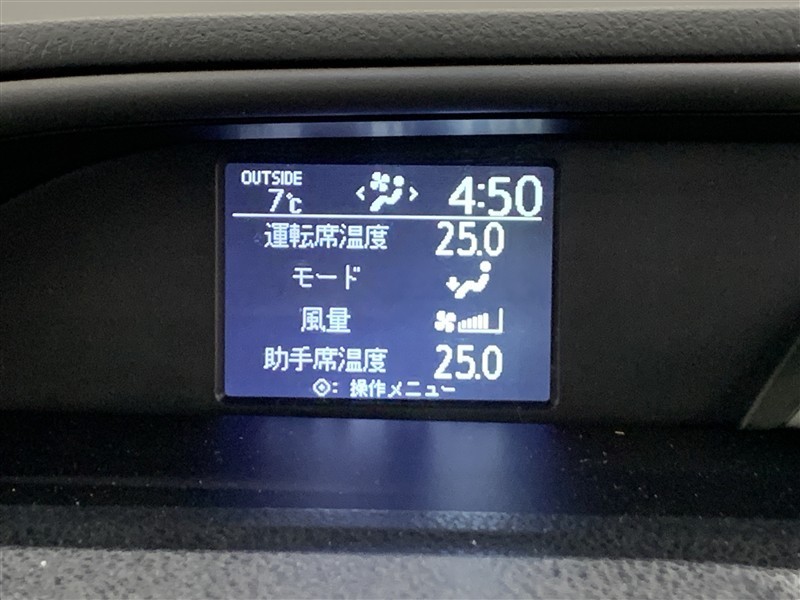 OUTSIDE
7℃ 4:50
運転席温度 25.0
モード
風量
助手席温度 25.0
: 操作メニュー